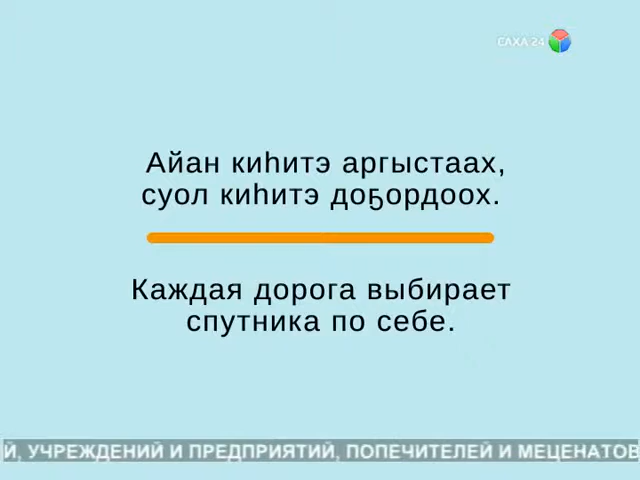 САХА 24
Айан киһитэ аргыстаах,
суол киһитэ доҕордоох.
Каждая дорога выбирает
спутника по себе.
Й, УЧРЕЖДЕНИЙ И ПРЕДПРИЯТИЙ, ПОПЕЧИТЕЛЕЙ И МЕЦЕНАТОВ